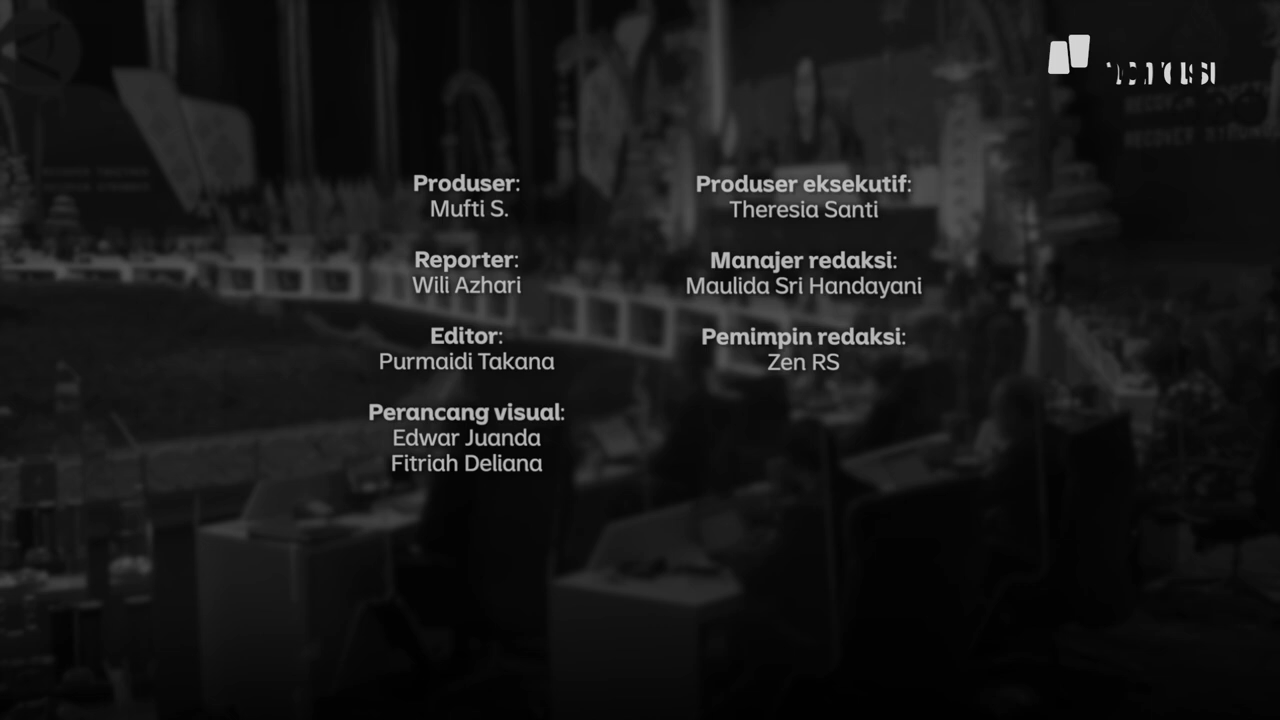 Produser:
Mufti S.
Reporter:
Wili Azhari
Editor:
Purmaidi Takana
Perancang visual:
Edwar Juanda
Fitriah Deliana
Produser eksekutif:
Theresia Santi
Manajer redaksi:
Maulida Sri Handayani
Pemimpin redaksi:
Zen RS